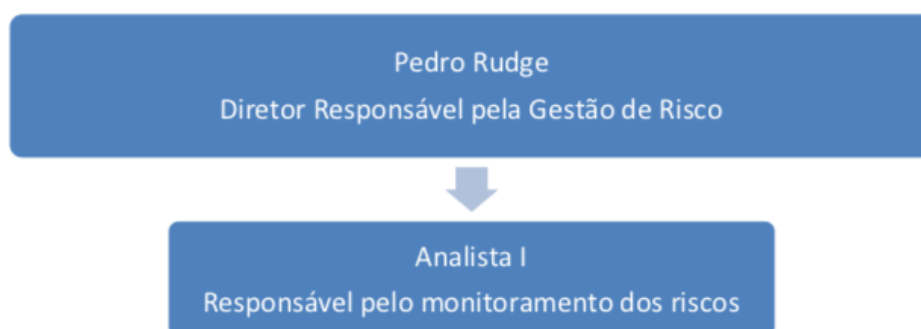 Pedro Rudge
Diretor Responsável pela Gestão de Risco
Analista I
Responsável pelo monitoramento dos riscos